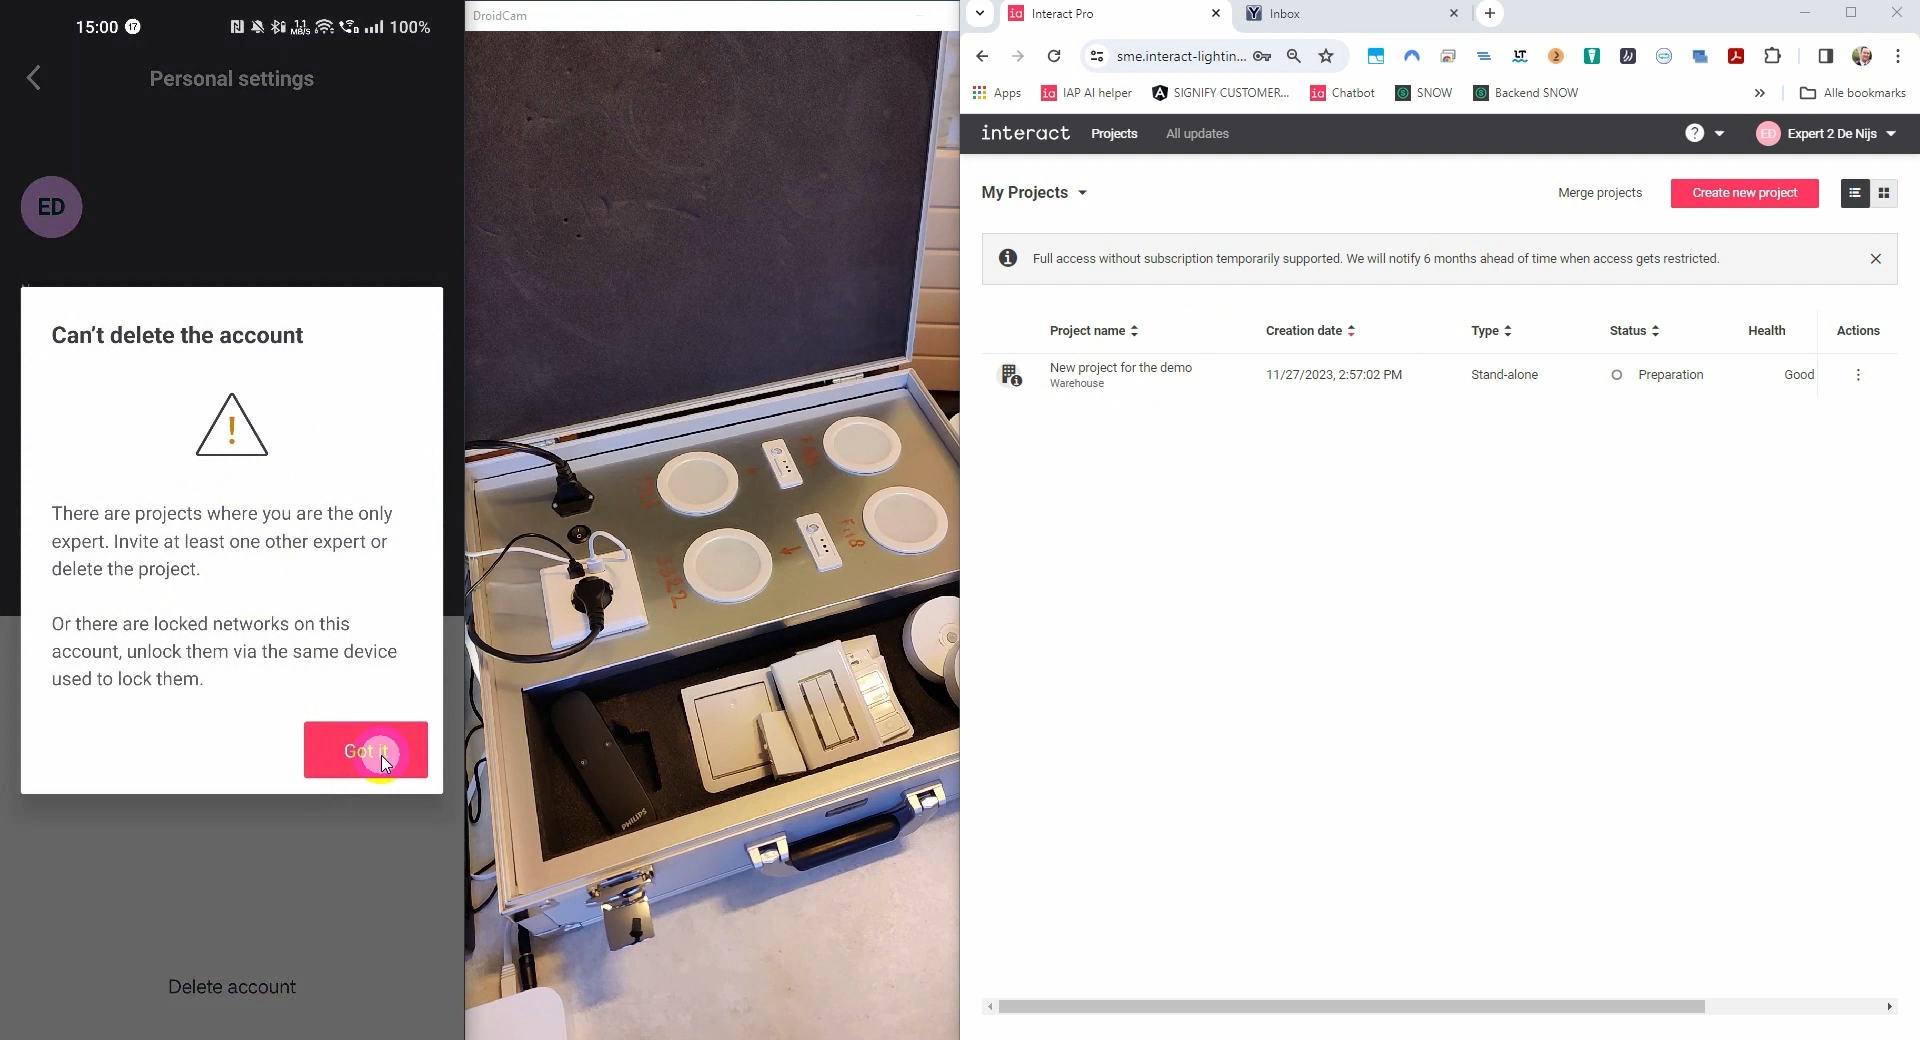 15:00
17
1.1
MB/S
100%
Personal settings
ED
Can't delete the account
There are projects where you are the only
expert. Invite at least one other expert or
delete the project.
Or there are locked networks on this
account, unlock them via the same device
used to lock them.
Got it
Delete account
DroidCam
PHILIPS
Interact Pro
Inbox
sme.interact-lightin...
Apps
IAP AI helper
SIGNIFY CUSTOMER...
Chatbot
SNOW
Backend SNOW
»
Alle bookmarks
interact
Projects
All updates
?
ED
Expert 2 De Nijs
My Projects
Merge projects
Create new project
Full access without subscription temporarily supported. We will notify 6 months ahead of time when access gets restricted.
Project name
Creation date
Type
Status
Health
Actions
New project for the demo
Warehouse
11/27/2023, 2:57:02 PM
Stand-alone
Preparation
Good